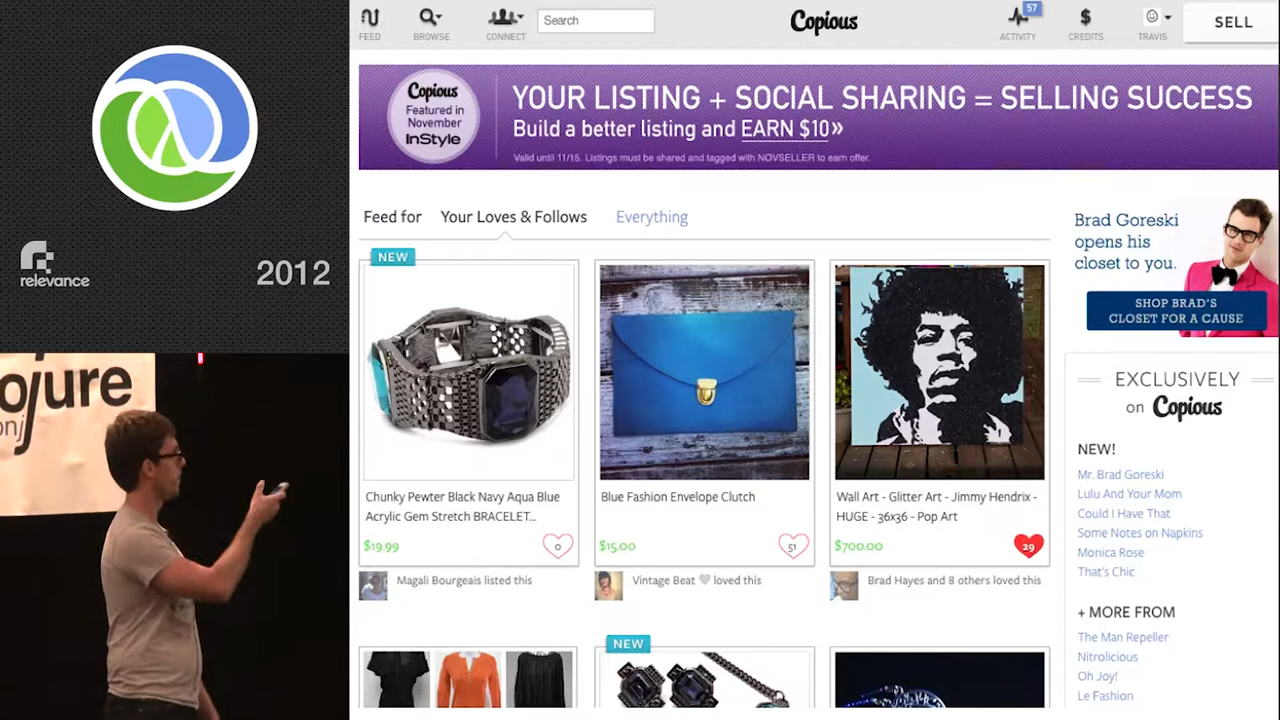 relevance
2012
ojure
onj
FEED
BROWSE
CONNECT
Search
Copious
57
ACTIVITY
$
CREDITS
TRAVIS
SELL
Copious
Featured in
November
InStyle
YOUR LISTING + SOCIAL SHARING = SELLING SUCCESS
Build a better listing and EARN $10»
Valid until 11/15. Listings must be shared and tagged with NOVSELLER to earn offer.
Feed for Your Loves & Follows Everything
NEW
Chunky Pewter Black Navy Aqua Blue
Acrylic Gem Stretch BRACELET...
$19.99
0
Magali Bourgeais listed this
Blue Fashion Envelope Clutch
$15.00
51
Vintage Beat loved this
Wall Art - Glitter Art - Jimmy Hendrix -
HUGE - 36x36 - Pop Art
$700.00
29
Brad Hayes and 8 others loved this
NEW
Brad Goreski
opens his
closet to you.
SHOP BRAD'S
CLOSET FOR A CAUSE
EXCLUSIVELY
on Copious
NEW!
Mr. Brad Goreski
Lulu And Your Mom
Could I Have That
Some Notes on Napkins
Monica Rose
That's Chic
+ MORE FROM
The Man Repeller
Nitrolicious
Oh Joy!
Le Fashion